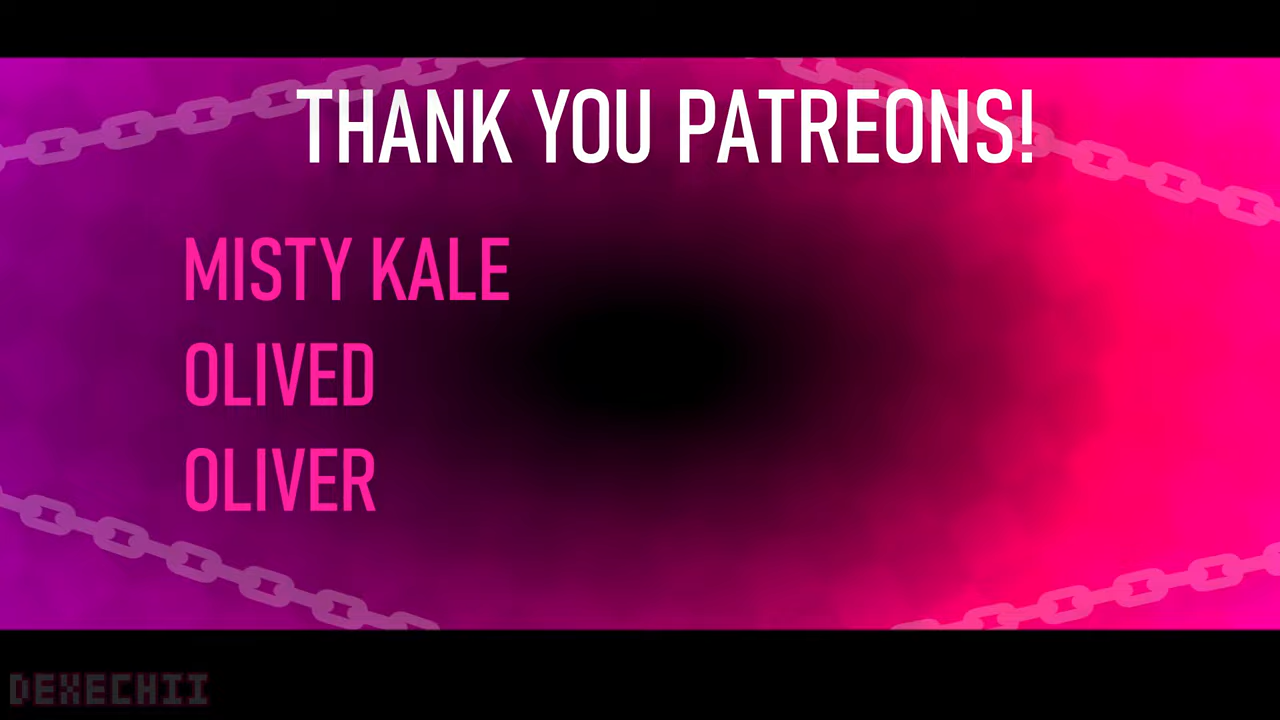 THANK YOU PATREONS!
MISTY KALE
OLIVED
OLIVER
DEXECHII